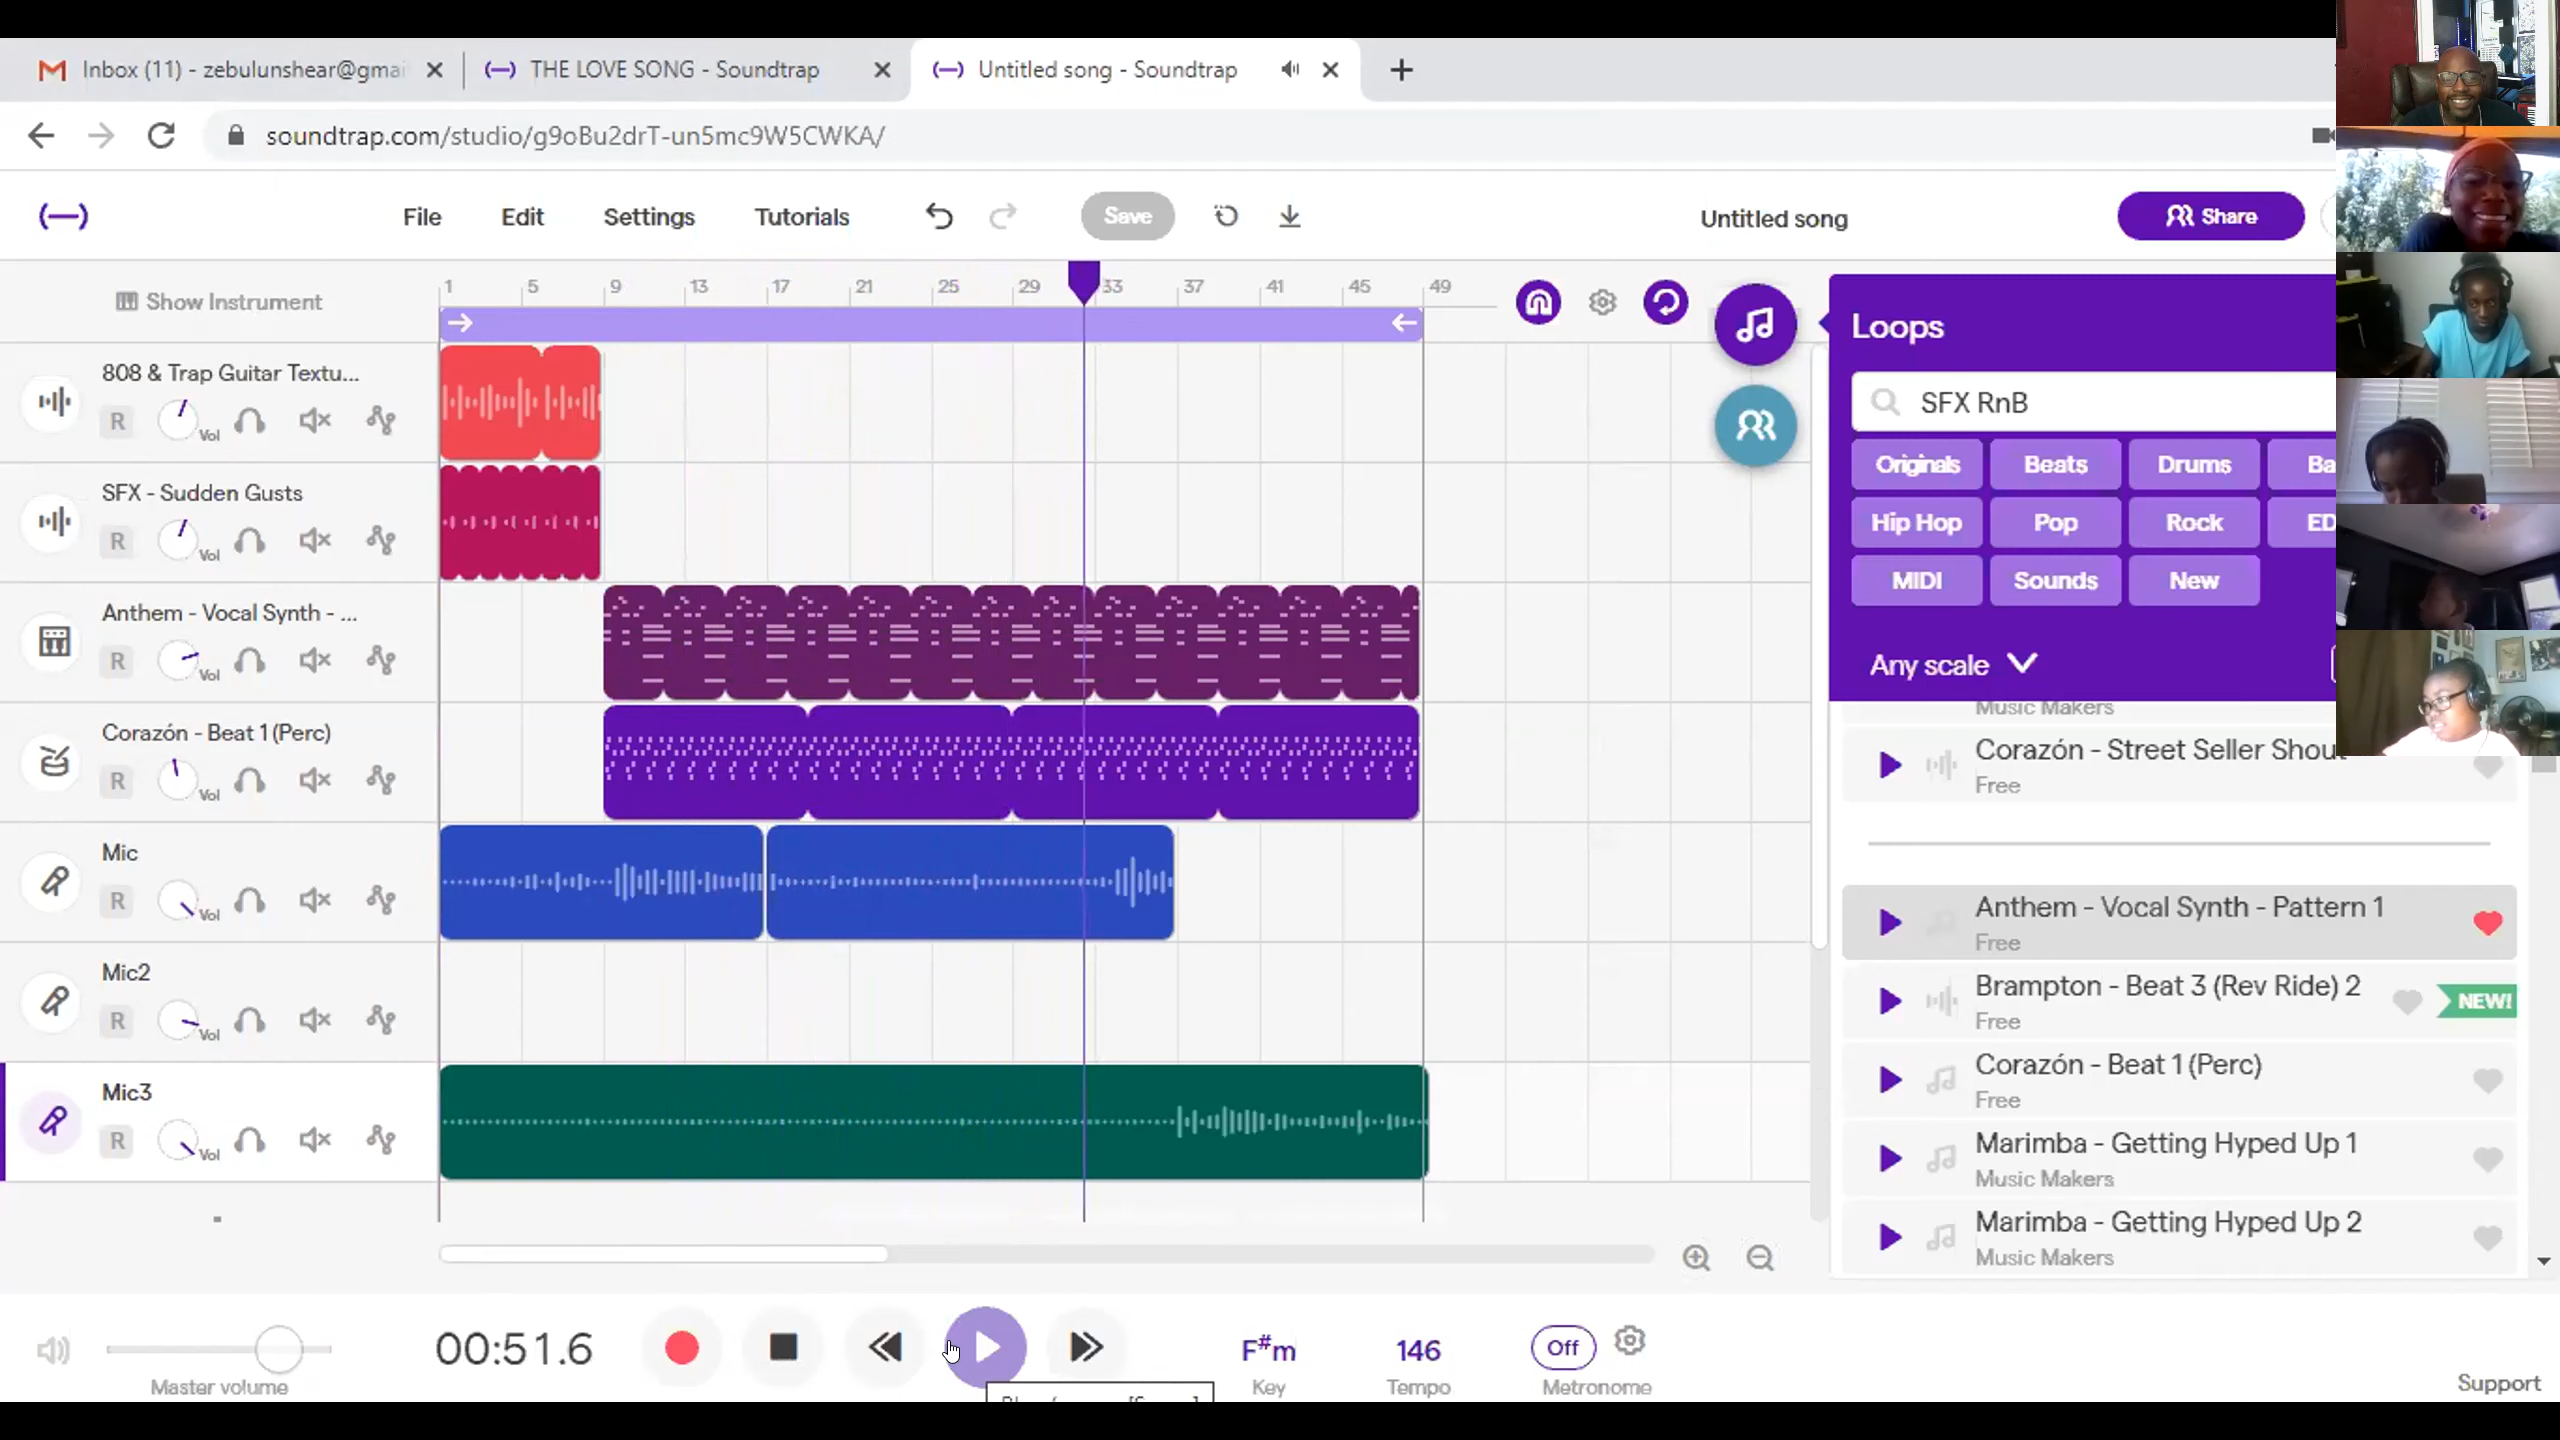 Inbox (11) - zebulunshear@gmai
THE LOVE SONG - Soundtrap
Untitled song - Soundtrap
soundtrap.com/studio/g9oBu2drT-un5mc9W5CWKA/
File Edit Settings Tutorials Save Untitled song Share
Show Instrument
1 5 9 13 17 21 25 29 33 37 41 45 49
808 & Trap Guitar Textu...
R Vol
SFX - Sudden Gusts
R Vol
Anthem - Vocal Synth - ...
R Vol
Corazón - Beat 1 (Perc)
R Vol
Mic
R Vol
Mic2
R Vol
Mic3
R Vol
Loops
SFX RnB
Originals Beats Drums Ba
Hip Hop Pop Rock ED
MIDI Sounds New
Any scale
Music Makers
Corazón - Street Seller Shout
Free
Anthem - Vocal Synth - Pattern 1
Free
Brampton - Beat 3 (Rev Ride) 2
NEW!
Free
Corazón - Beat 1 (Perc)
Free
Marimba - Getting Hyped Up 1
Music Makers
Marimba - Getting Hyped Up 2
Music Makers
Master volume
00:51.6
F#m
Key
146
Tempo
Off
Metronome
Support